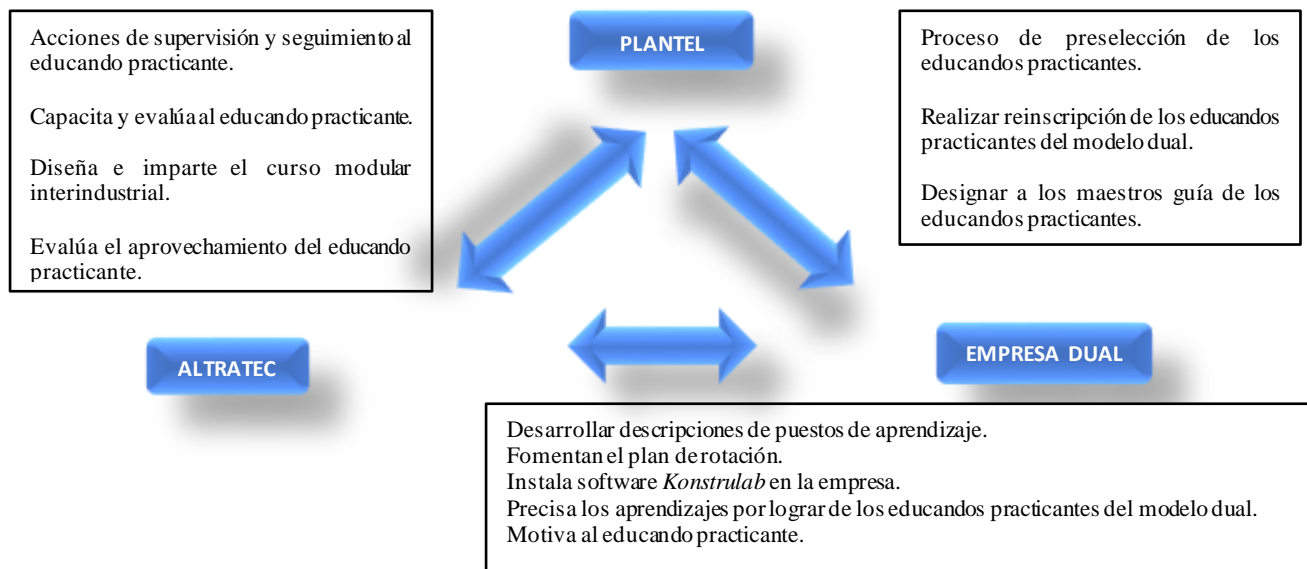 Acciones de supervisión y seguimiento al
educando practicante.
Capacita y evalúa al educando practicante.
Diseña e imparte el curso modular
interindustrial.
Evalúa el aprovechamiento del educando
practicante.
PLANTEL
Proceso de preselección de los
educandos practicantes.
Realizar reinscripción de los educandos
practicantes del modelo dual.
Designar a los maestros guía de los
educandos practicantes.
ALTRATEC
EMPRESA DUAL
Desarrollar descripciones de puestos de aprendizaje.
Fomentan el plan de rotación.
Instala software Konstrulab en la empresa.
Precisa los aprendizajes por lograr de los educandos practicantes del modelo dual.
Motiva al educando practicante.